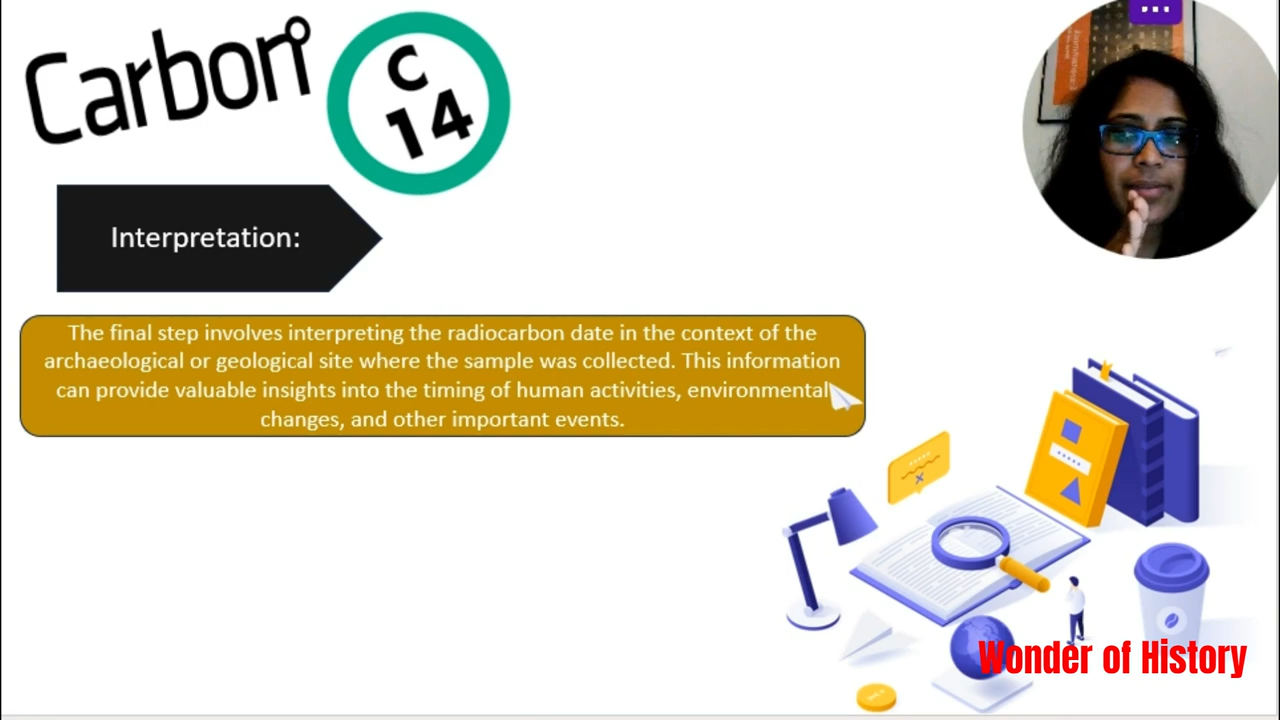 Carbon
C
14
Interpretation:
The final step involves interpreting the radiocarbon date in the context of the
archaeological or geological site where the sample was collected. This information
can provide valuable insights into the timing of human activities, environmental
changes, and other important events.
Wonder of History